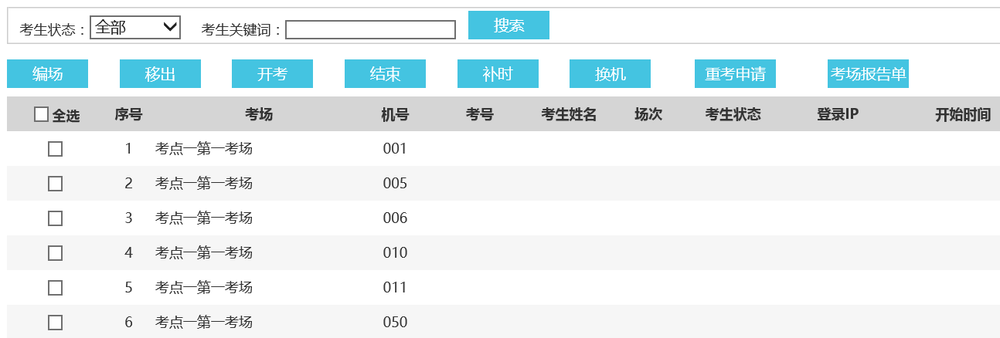 考生状态：全部 考生关键词： 搜索
编场 移出 开考 结束 补时 换机 重考申请 考场报告单
全选 序号 考场 机号 考号 考生姓名 场次 考生状态 登录IP 开始时间
1 考点一第一考场 001
2 考点一第一考场 005
3 考点一第一考场 006
4 考点一第一考场 010
5 考点一第一考场 011
6 考点一第一考场 050